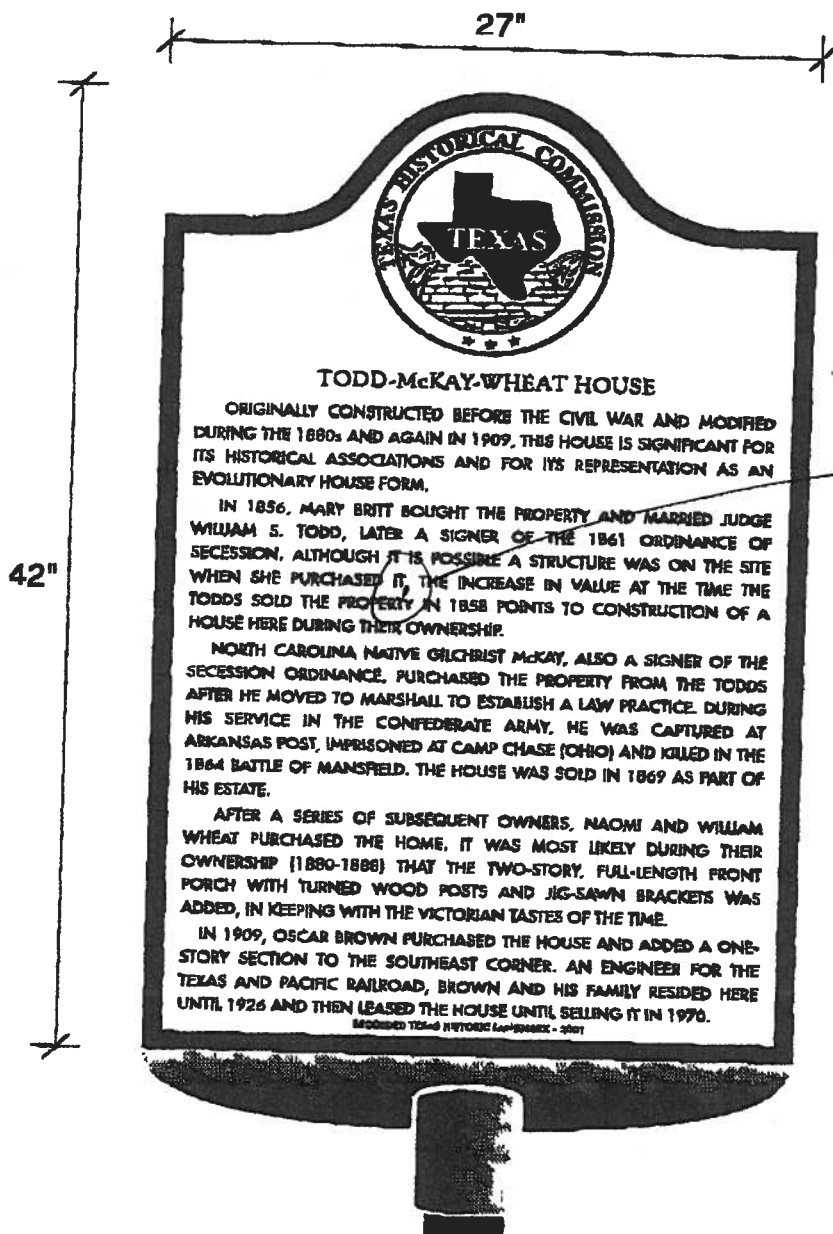 27"
42"
TEXAS HISTORICAL COMMISSION
TEXAS
TODD-McKAY-WHEAT HOUSE
ORIGINALLY CONSTRUCTED BEFORE THE CIVIL WAR AND MODIFIED
DURING THE 1880s AND AGAIN IN 1909, THIS HOUSE IS SIGNIFICANT FOR
ITS HISTORICAL ASSOCIATIONS AND FOR ITS REPRESENTATION AS AN
EVOLUTIONARY HOUSE FORM.
IN 1856, MARY BRITT BOUGHT THE PROPERTY AND MARRIED JUDGE
WILLIAM S. TODD, LATER A SIGNER OF THE 1861 ORDINANCE OF
SECESSION. ALTHOUGH IT IS POSSIBLE A STRUCTURE WAS ON THE SITE
WHEN SHE PURCHASED IT, THE INCREASE IN VALUE AT THE TIME THE
TODDS SOLD THE PROPERTY IN 1858 POINTS TO CONSTRUCTION OF A
HOUSE HERE DURING THEIR OWNERSHIP.
NORTH CAROLINA NATIVE GILCHRIST McKAY, ALSO A SIGNER OF THE
SECESSION ORDINANCE, PURCHASED THE PROPERTY FROM THE TODDS
AFTER HE MOVED TO MARSHALL TO ESTABLISH A LAW PRACTICE. DURING
HIS SERVICE IN THE CONFEDERATE ARMY, HE WAS CAPTURED AT
ARKANSAS POST, IMPRISONED AT CAMP CHASE (OHIO) AND KILLED IN THE
1864 BATTLE OF MANSFIELD. THE HOUSE WAS SOLD IN 1869 AS PART OF
HIS ESTATE.
AFTER A SERIES OF SUBSEQUENT OWNERS, NAOMI AND WILLIAM
WHEAT PURCHASED THE HOME. IT WAS MOST LIKELY DURING THEIR
OWNERSHIP (1880-1888) THAT THE TWO-STORY, FULL-LENGTH FRONT
PORCH WITH TURNED WOOD POSTS AND JIG-SAWN BRACKETS WAS
ADDED, IN KEEPING WITH THE VICTORIAN TASTES OF THE TIME.
IN 1909, OSCAR BROWN PURCHASED THE HOUSE AND ADDED A ONE-
STORY SECTION TO THE SOUTHEAST CORNER. AN ENGINEER FOR THE
TEXAS AND PACIFIC RAILROAD, BROWN AND HIS FAMILY RESIDED HERE
UNTIL 1926 AND THEN LEASED THE HOUSE UNTIL SELLING IT IN 1970.
RECORDED TEXAS HISTORIC LANDMARK - 2001